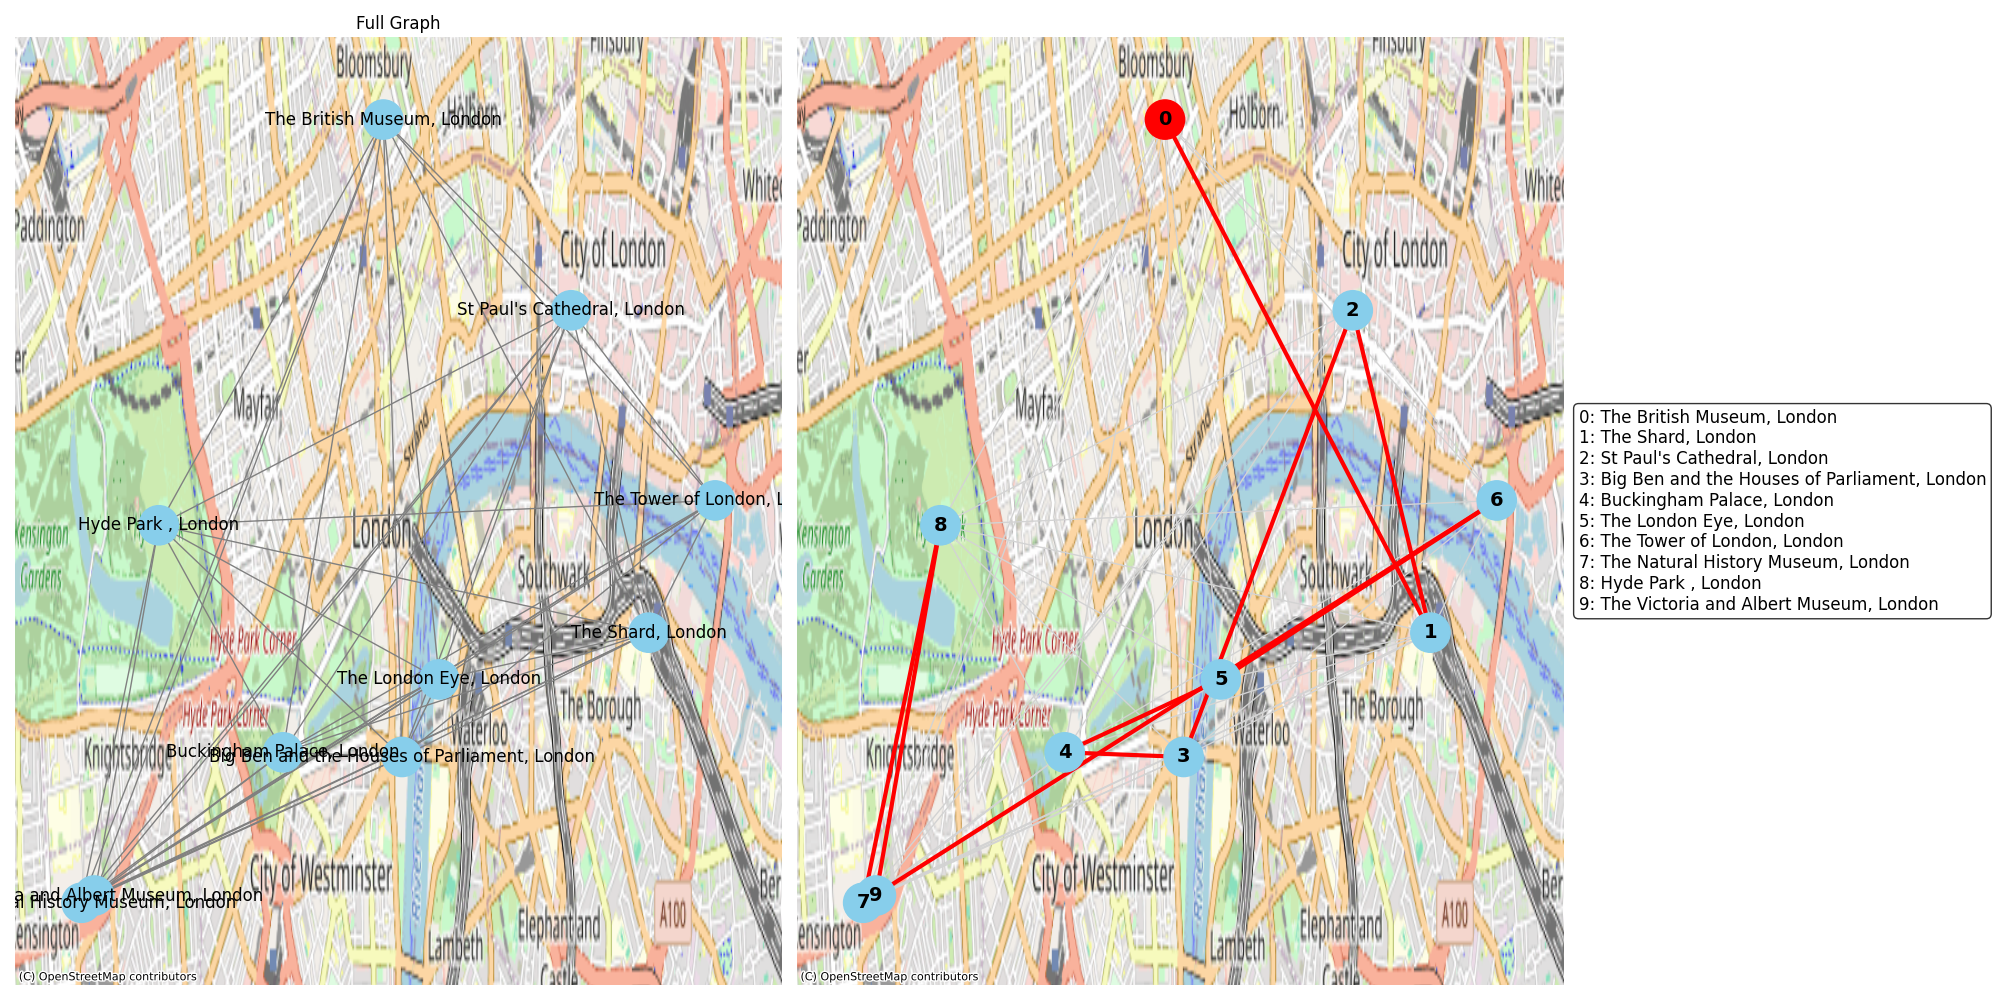 Full Graph
Bloomsbury
Finsbury
The British Museum, London
Holborn
White
Paddington
City of London
St Paul's Cathedral, London
er
Mayfair
Strand
The Tower of London, L
Hyde Park , London
London
Kensington
Gardens
Southwark
Hyde Park Corner
The Shard, London
The London Eye, London
Hyde Park Corner
The Borough
Waterloo
Knightsbridge
Buckingham Palace, London
Big Ben and the Houses of Parliament, London
City of Westminster
a and Albert Museum, London
al History Museum, London
Ber
A100
Elephant and
ensington
Lambeth
Castle
(C) OpenStreetMap contributors
Bloomsbury
Finsbury
0
Holborn
White
Paddington
City of London
2
er
Mayfair
Strand
6
8
London
Kensington
Gardens
Southwark
Hyde Park Corner
1
5
Hyde Park Corner
The Borough
Waterloo
Knightsbridge
4
3
City of Westminster
7
9
Ber
A100
Elephant and
ensington
Lambeth
Castle
(C) OpenStreetMap contributors
0: The British Museum, London
1: The Shard, London
2: St Paul's Cathedral, London
3: Big Ben and the Houses of Parliament, London
4: Buckingham Palace, London
5: The London Eye, London
6: The Tower of London, London
7: The Natural History Museum, London
8: Hyde Park , London
9: The Victoria and Albert Museum, London